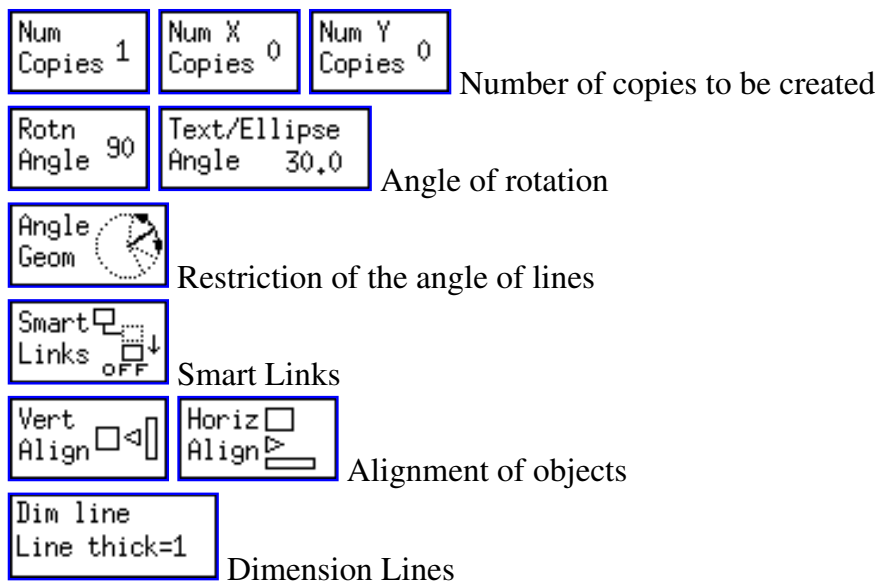 Num Copies 1 Num X Copies 0 Num Y Copies 0 Number of copies to be created
Rotn Angle 90 Text/Ellipse Angle 30.0 Angle of rotation
Angle Geom Restriction of the angle of lines
Smart Links OFF Smart Links
Vert Align Horiz Align Alignment of objects
Dim line
Line thick=1 Dimension Lines